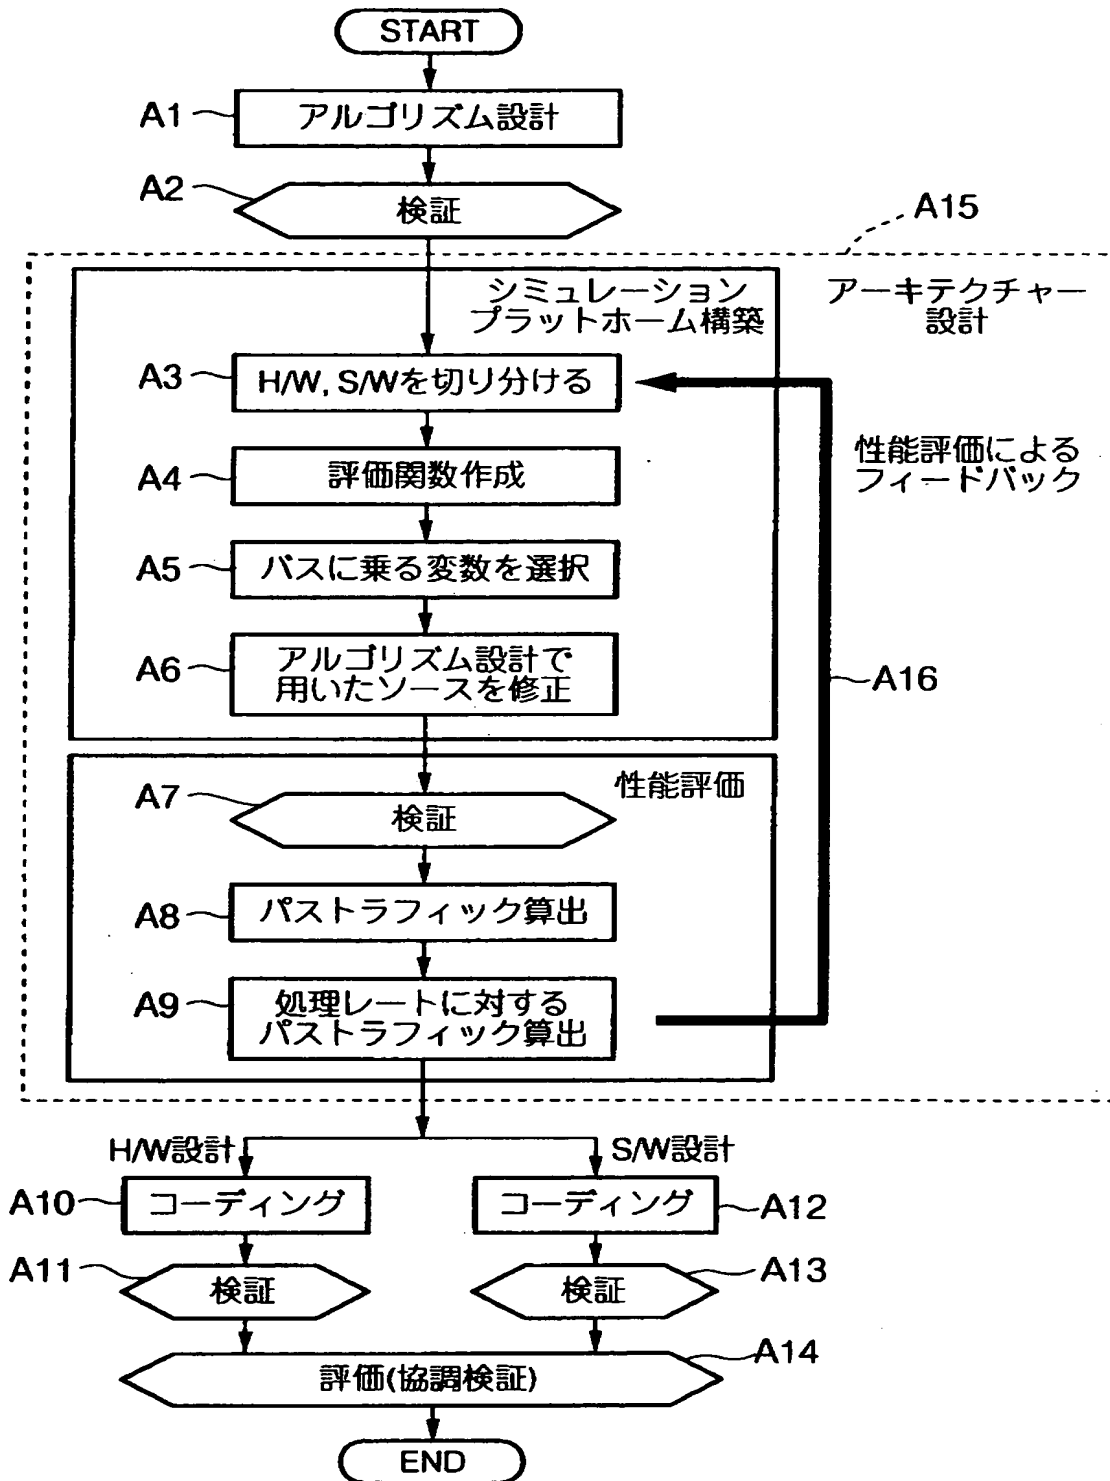 START
A1
アルゴリズム設計
A2
検証
A15
アーキテクチャー
設計
シミュレーション
プラットホーム構築
A3
H/W, S/Wを切り分ける
A4
評価関数作成
性能評価による
フィードバック
A5
バスに乗る変数を選択
A6
アルゴリズム設計で
用いたソースを修正
A16
性能評価
A7
検証
A8
バストラフィック算出
A9
処理レートに対する
バストラフィック算出
H/W設計
S/W設計
A10
コーディング
コーディング
A12
A11
検証
検証
A13
A14
評価(協調検証)
END